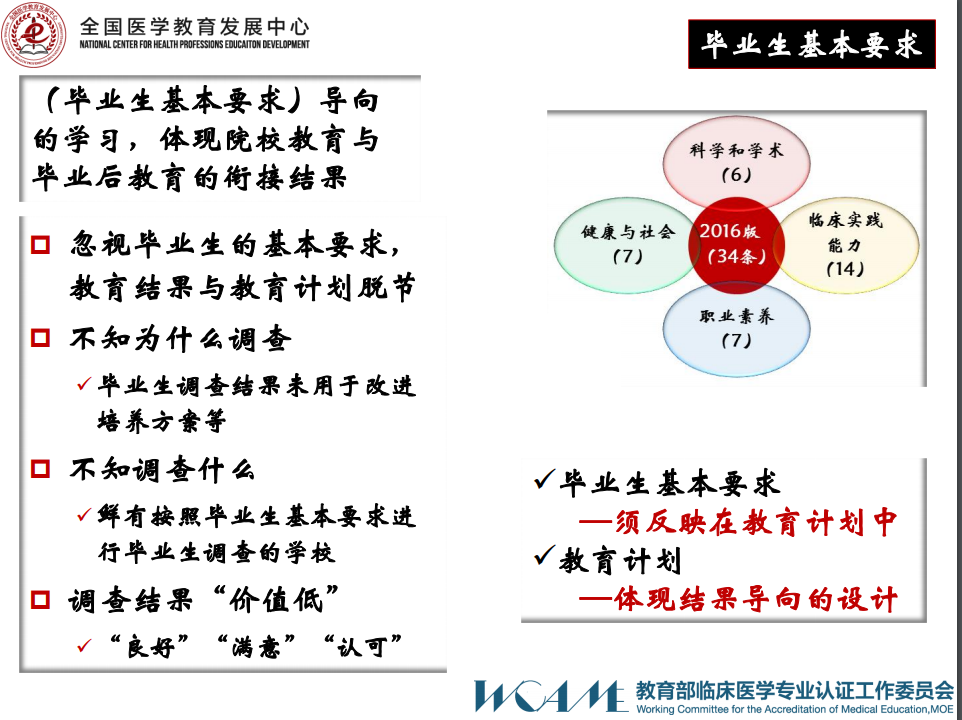 全国医学教育发展中心
NATIONAL CENTER FOR HEALTH PROFESSIONS EDUCAITON DEVELOPMENT
毕业生基本要求
（毕业生基本要求）导向
的学习，体现院校教育与
毕业后教育的衔接结果
忽视毕业生的基本要求，
教育结果与教育计划脱节
不知为什么调查
毕业生调查结果未用于改进
培养方案等
不知调查什么
鲜有按照毕业生基本要求进
行毕业生调查的学校
调查结果“价值低”
“良好”“满意”“认可”
科学和学术
（6）
健康与社会
（7）
2016版
（34条）
临床实践
能力
（14）
职业素养
（7）
毕业生基本要求
—须反映在教育计划中
教育计划
—体现结果导向的设计
WCAME
教育部临床医学专业认证工作委员会
Working Committee for the Accreditation of Medical Education,MOE